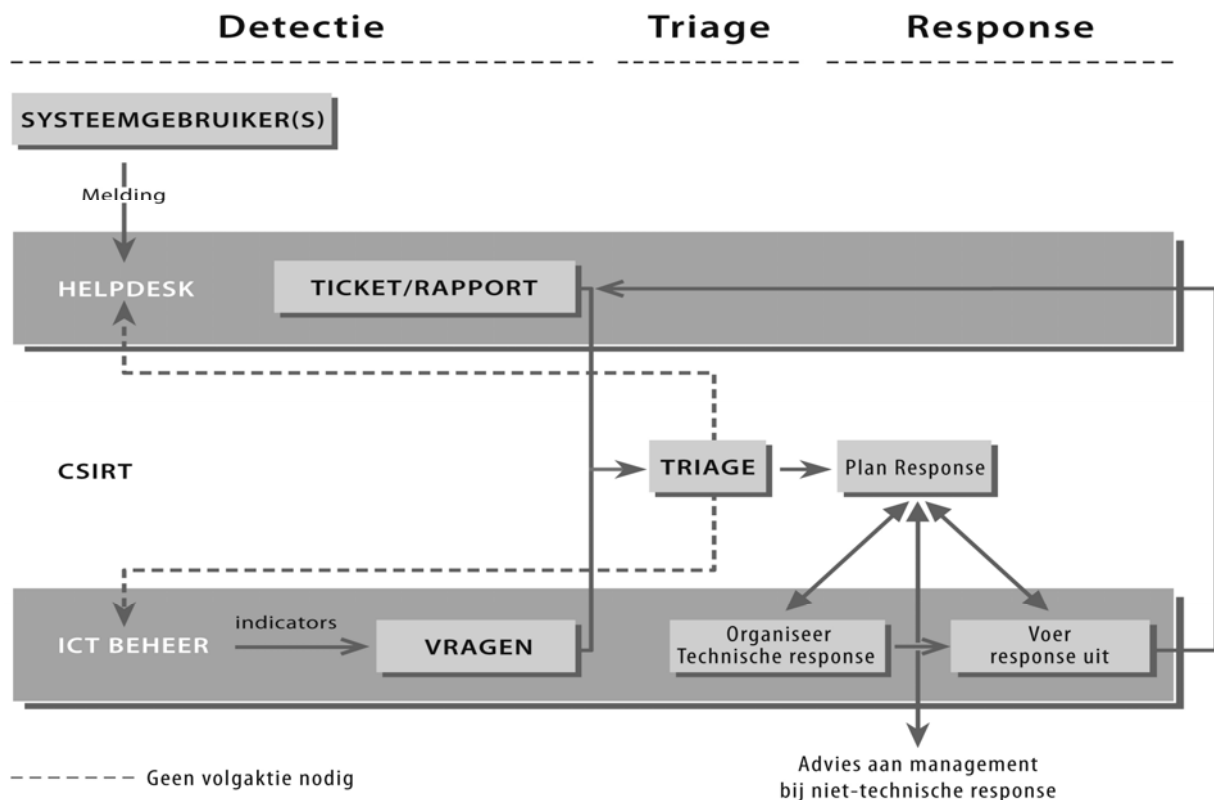 Detectie
Triage
Response
SYSTEEMGEBRUIKER(S)
Melding
HELPDESK
TICKET/RAPPORT
CSIRT
TRIAGE
Plan Response
ICT BEHEER
indicators
VRAGEN
Organiseer
Technische response
Voer
response uit
Geen volgaktie nodig
Advies aan management
bij niet-technische response